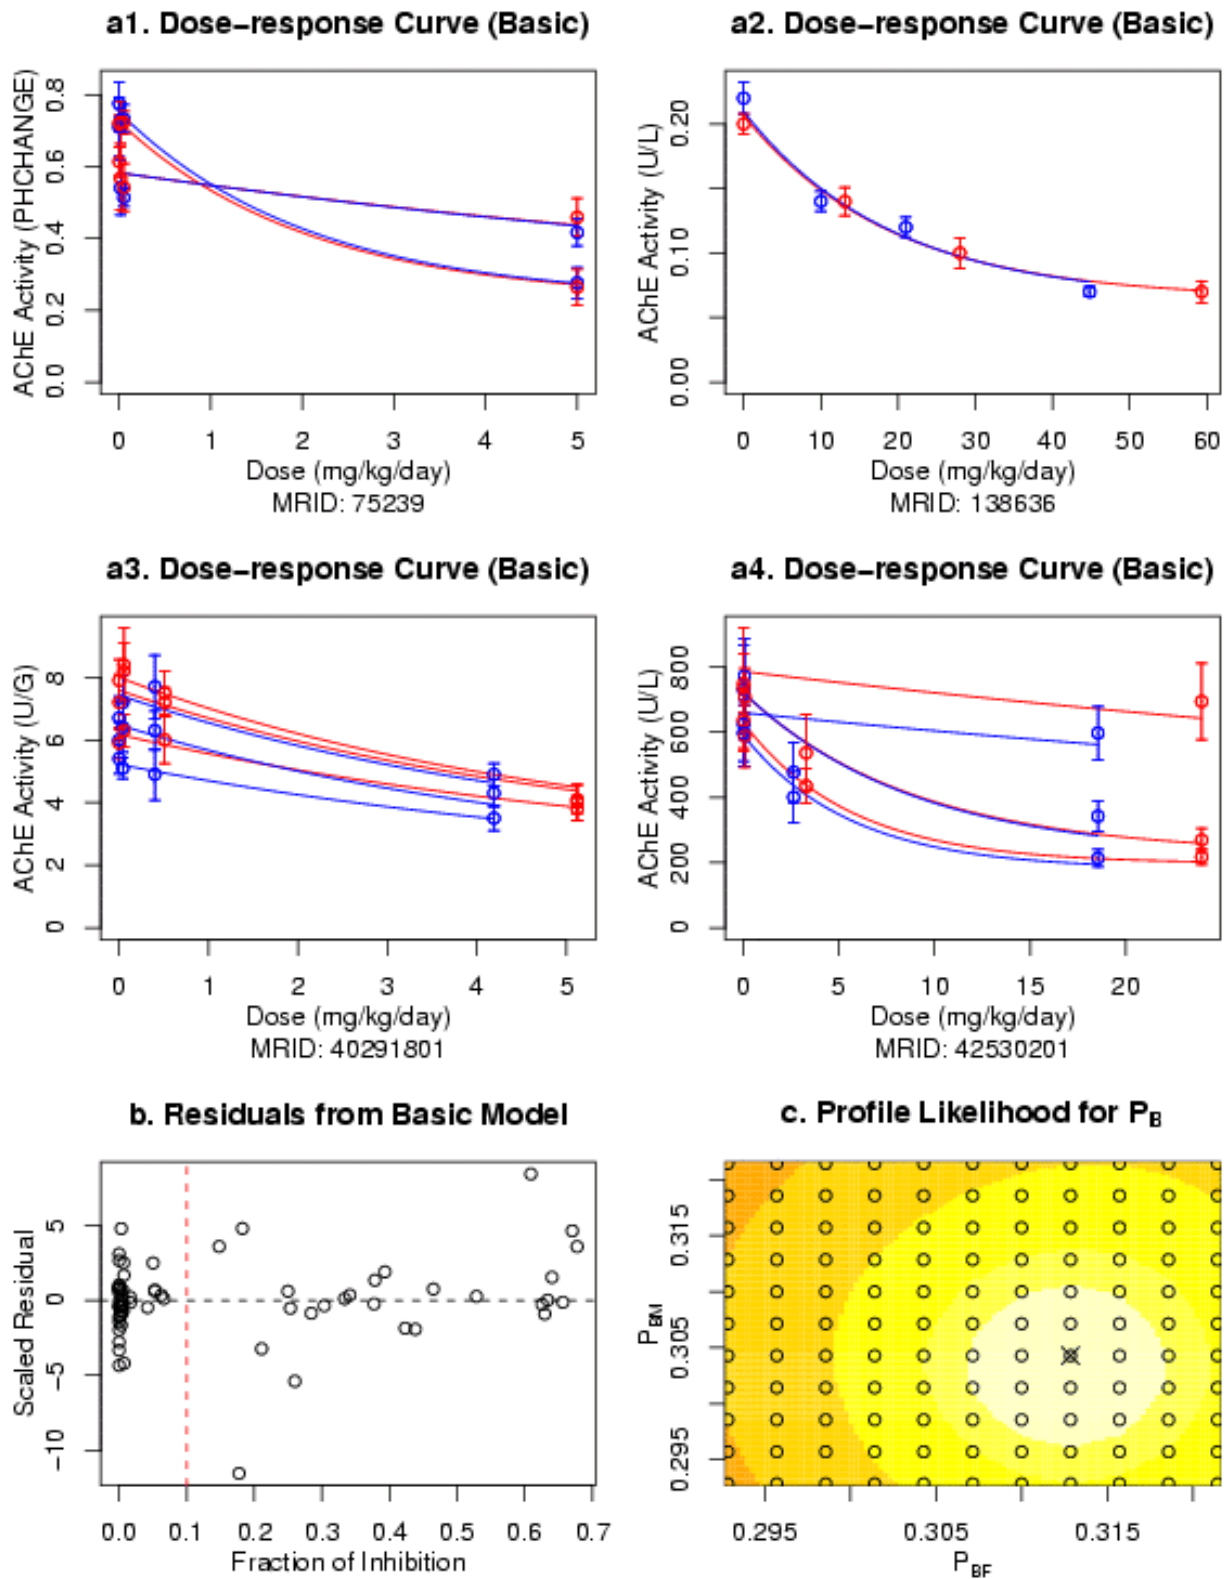 a1. Dose-response Curve (Basic)
AChE Activity (PHCHANGE)
0.0 0.2 0.4 0.6 0.8
0 1 2 3 4 5
Dose (mg/kg/day)
MRID: 75239
a2. Dose-response Curve (Basic)
AChE Activity (U/L)
0.00 0.10 0.20
0 10 20 30 40 50 60
Dose (mg/kg/day)
MRID: 138636
a3. Dose-response Curve (Basic)
AChE Activity (U/G)
0 2 4 6 8
0 1 2 3 4 5
Dose (mg/kg/day)
MRID: 40291801
a4. Dose-response Curve (Basic)
AChE Activity (U/L)
0 200 400 600 800
0 5 10 15 20
Dose (mg/kg/day)
MRID: 42530201
b. Residuals from Basic Model
Scaled Residual
-10 -5 0 5
0.0 0.1 0.2 0.3 0.4 0.5 0.6 0.7
Fraction of Inhibition
c. Profile Likelihood for PB
PBM
0.295 0.305 0.315
0.295 0.305 0.315
PBF